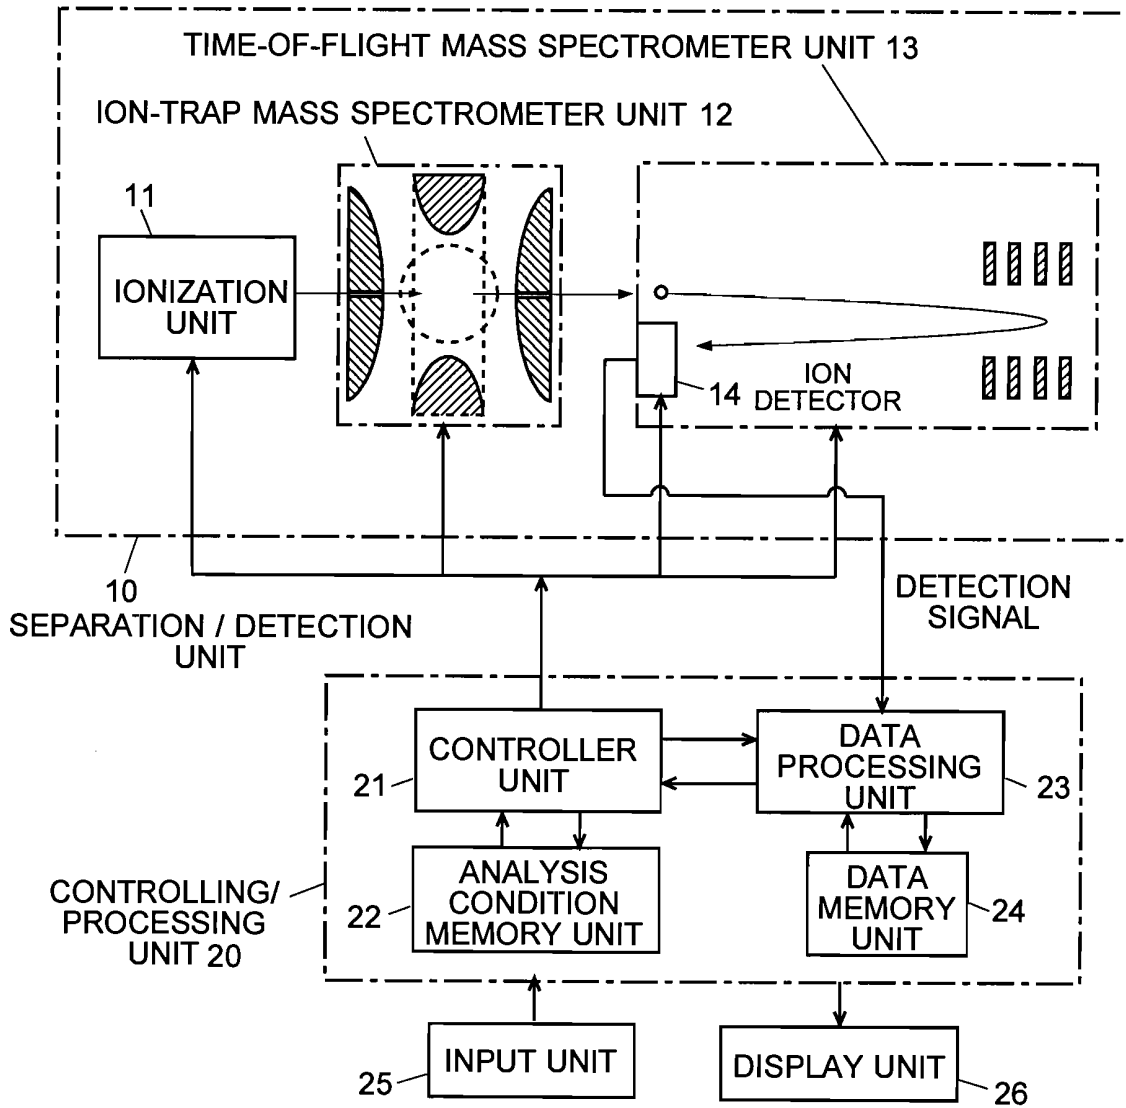 TIME-OF-FLIGHT MASS SPECTROMETER UNIT 13
ION-TRAP MASS SPECTROMETER UNIT 12
11
IONIZATION
UNIT
14
ION
DETECTOR
10
SEPARATION / DETECTION
UNIT
DETECTION
SIGNAL
CONTROLLER
UNIT
21
DATA
PROCESSING
UNIT
23
ANALYSIS
CONDITION
MEMORY UNIT
22
DATA
MEMORY
UNIT
24
CONTROLLING/
PROCESSING
UNIT 20
INPUT UNIT
25
DISPLAY UNIT
26